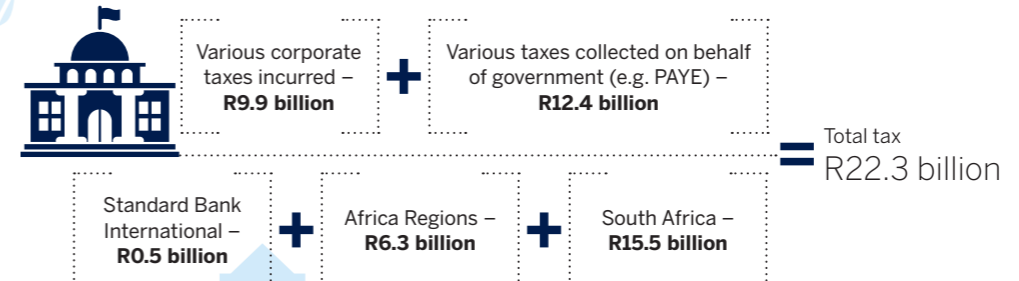 Various corporate
taxes incurred –
R9.9 billion
+
Various taxes collected on behalf
of government (e.g. PAYE) –
R12.4 billion
=
Total tax
R22.3 billion
Standard Bank
International –
R0.5 billion
+
Africa Regions –
R6.3 billion
+
South Africa –
R15.5 billion